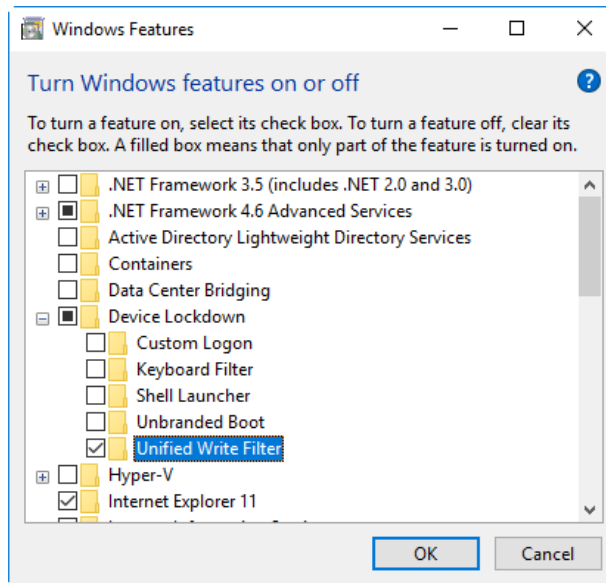 Windows Features
Turn Windows features on or off
?
To turn a feature on, select its check box. To turn a feature off, clear its
check box. A filled box means that only part of the feature is turned on.
.NET Framework 3.5 (includes .NET 2.0 and 3.0)
.NET Framework 4.6 Advanced Services
Active Directory Lightweight Directory Services
Containers
Data Center Bridging
Device Lockdown
Custom Logon
Keyboard Filter
Shell Launcher
Unbranded Boot
Unified Write Filter
Hyper-V
Internet Explorer 11
OK
Cancel